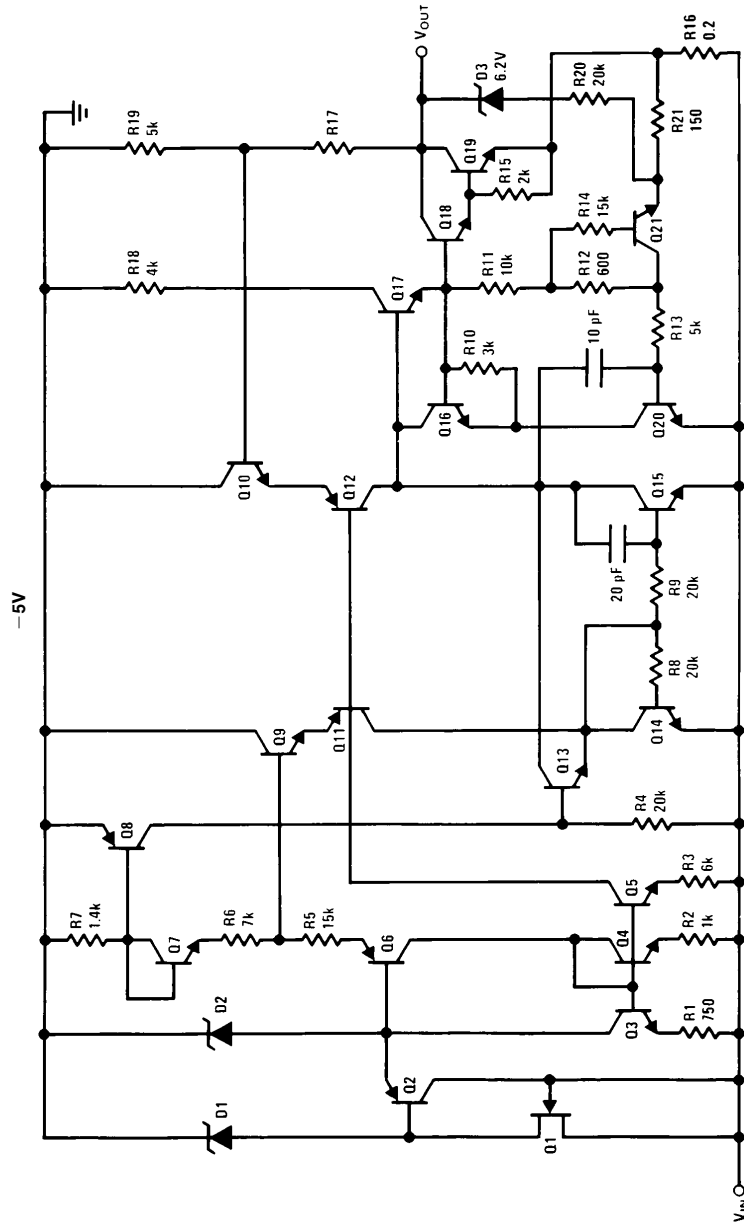 −5V
D1
D2
Q1
Q2
Q3
R1
750
Q4
R2
1k
Q5
R3
6k
Q6
R5
15k
R6
7k
Q7
R7
1.4k
Q8
R4
20k
Q9
Q11
Q13
Q14
R8
20k
R9
20k
20 pF
Q15
Q10
Q12
Q16
R10
3k
10 pF
Q20
R13
5k
R18
4k
Q17
R11
10k
R12
600
R14
15k
Q21
R19
5k
R17
Q18
Q19
R15
2k
D3
6.2V
R20
20k
R21
150
R16
0.2
VOUT
VIN